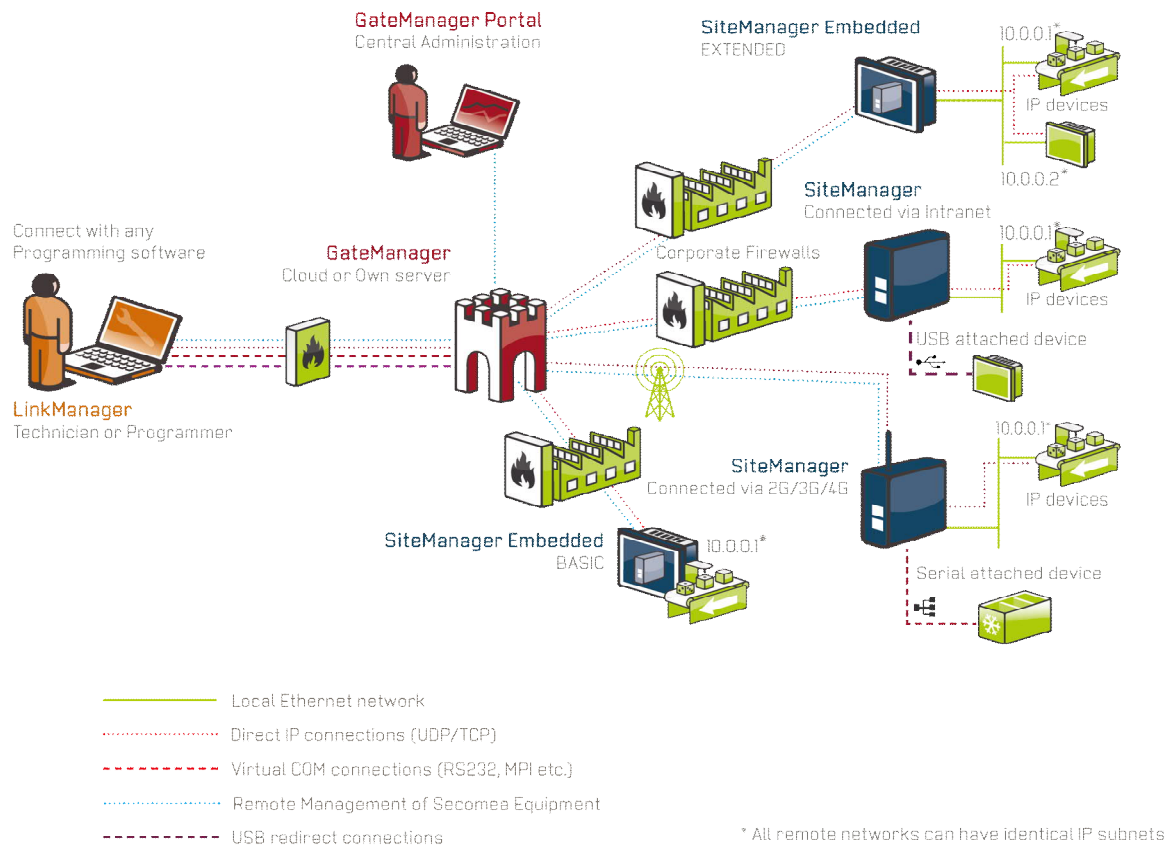 GateManager Portal
Central Administration
SiteManager Embedded
EXTENDED
10.0.0.1*
IP devices
10.0.0.2*
SiteManager
Connected via Intranet
10.0.0.1*
IP devices
USB attached device
Connect with any
Programming software
GateManager
Cloud or Own server
Corporate Firewalls
LinkManager
Technician or Programmer
SiteManager
Connected via 2G/3G/4G
10.0.0.1*
IP devices
Serial attached device
SiteManager Embedded
BASIC
10.0.0.1*
Local Ethernet network
Direct IP connections (UDP/TCP)
Virtual COM connections (RS232, MPI etc.)
Remote Management of Secomea Equipment
USB redirect connections
* All remote networks can have identical IP subnets